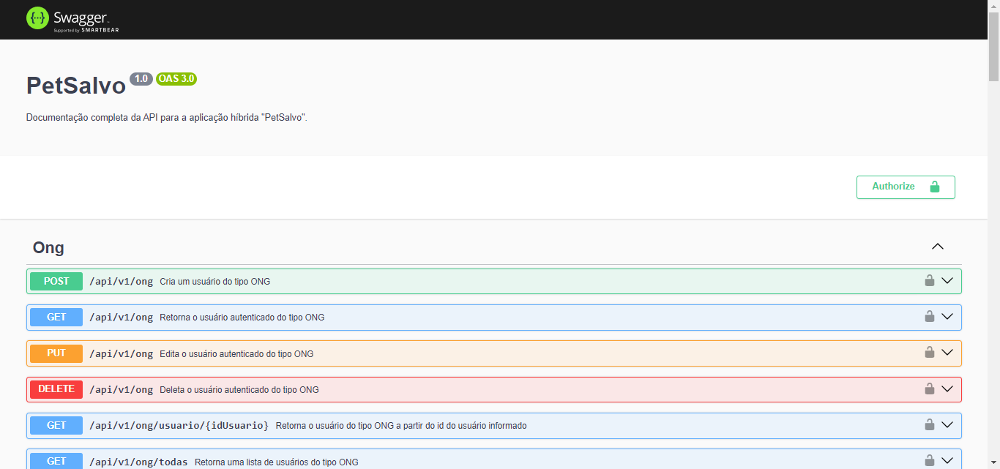 Swagger
Supported by SMARTBEAR
PetSalvo 1.0 OAS 3.0
Documentação completa da API para a aplicação híbrida "PetSalvo".
Authorize
Ong
POST /api/v1/ong Cria um usuário do tipo ONG
GET /api/v1/ong Retorna o usuário autenticado do tipo ONG
PUT /api/v1/ong Edita o usuário autenticado do tipo ONG
DELETE /api/v1/ong Deleta o usuário autenticado do tipo ONG
GET /api/v1/ong/usuario/{idUsuario} Retorna o usuário do tipo ONG a partir do id do usuário informado
GET /api/v1/ong/todas Retorna uma lista de usuários do tipo ONG